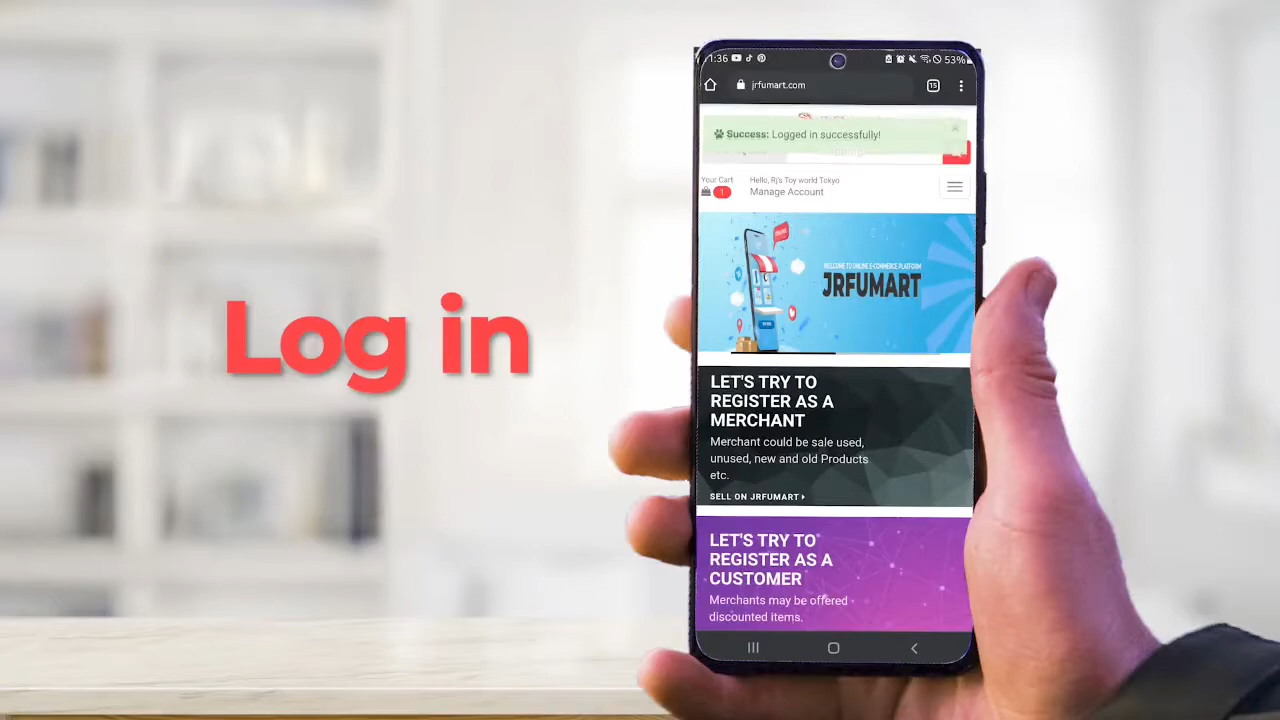 Log in
1:36
53%
jrfumart.com
15
Success: Logged in successfully!
Your Cart
1
Hello, Rj's Toy world Tokyo
Manage Account
WELCOME TO ONLINE E-COMMERCE PLATFORM
JRFUMART
LET'S TRY TO
REGISTER AS A
MERCHANT
Merchant could be sale used,
unused, new and old Products
etc.
SELL ON JRFUMART
LET'S TRY TO
REGISTER AS A
CUSTOMER
Merchants may be offered
discounted items.